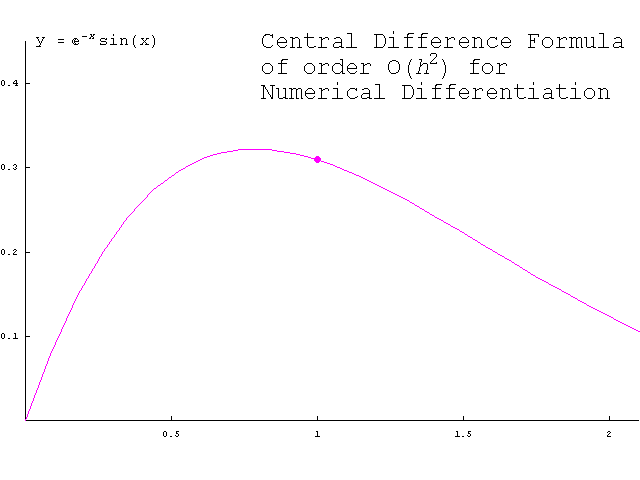 y = e^-x sin(x)
Central Difference Formula
of order O(h²) for
Numerical Differentiation
0.4
0.3
0.2
0.1
0.5 1 1.5 2